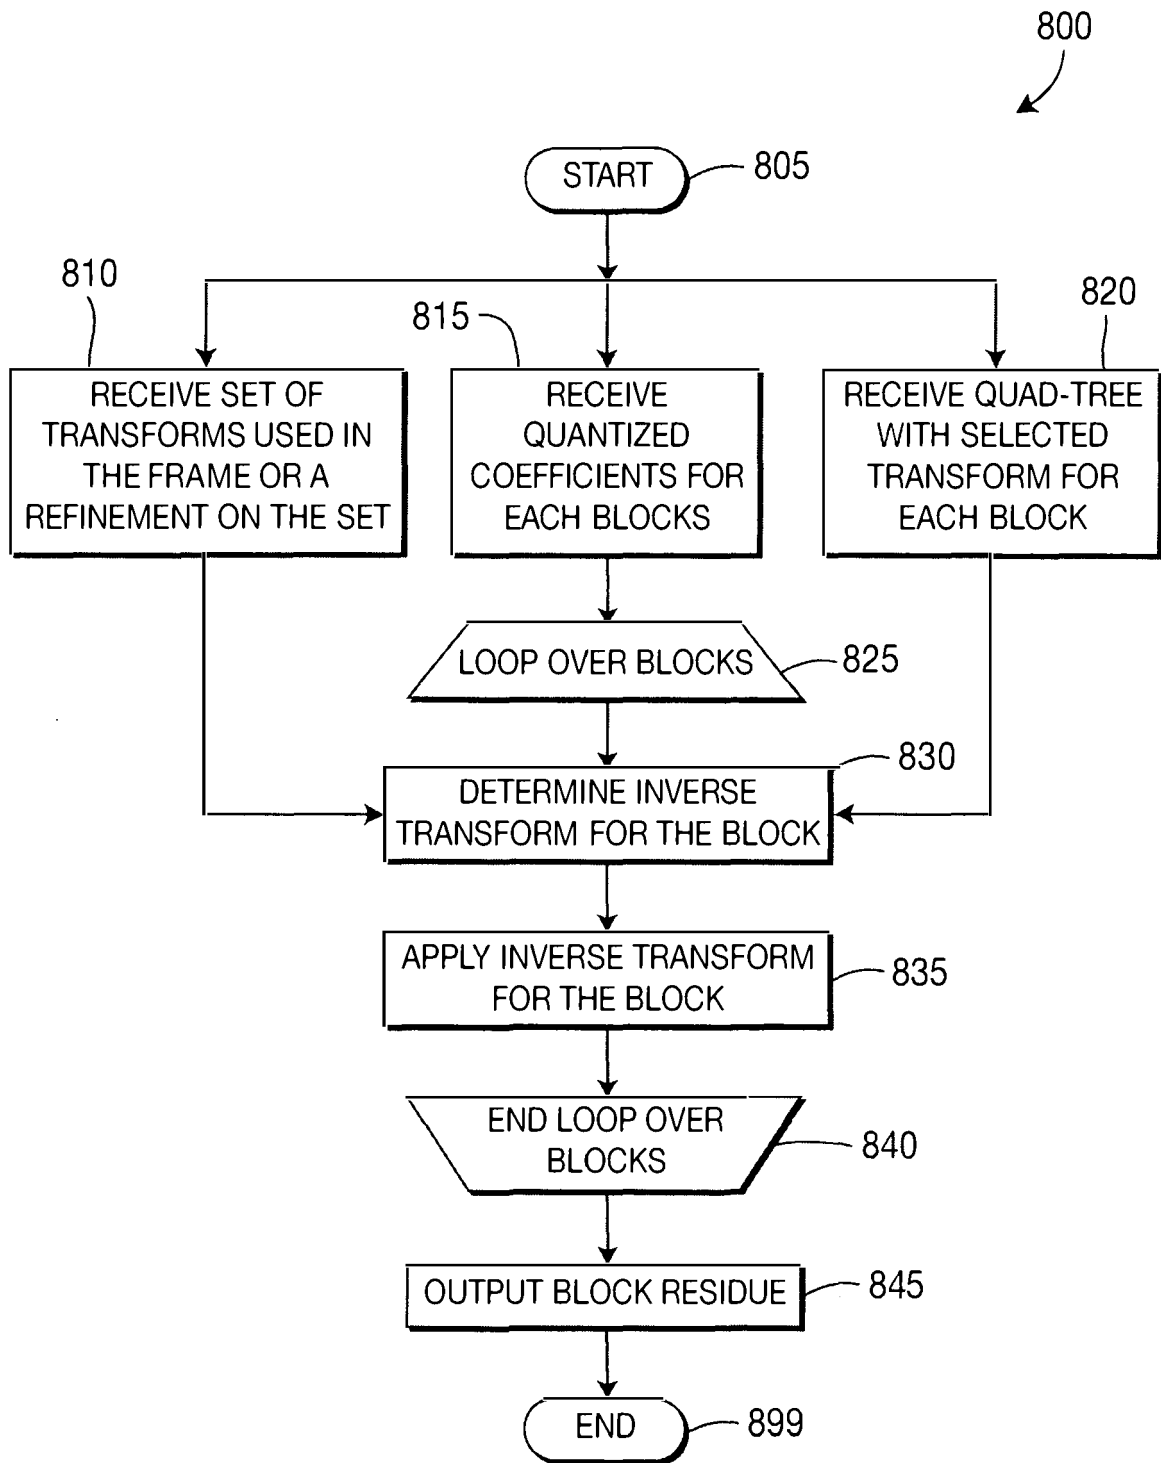 800
START
805
810
815
820
RECEIVE SET OF
TRANSFORMS USED IN
THE FRAME OR A
REFINEMENT ON THE SET
RECEIVE
QUANTIZED
COEFFICIENTS FOR
EACH BLOCKS
RECEIVE QUAD-TREE
WITH SELECTED
TRANSFORM FOR
EACH BLOCK
LOOP OVER BLOCKS
825
830
DETERMINE INVERSE
TRANSFORM FOR THE BLOCK
APPLY INVERSE TRANSFORM
FOR THE BLOCK
835
END LOOP OVER
BLOCKS
840
OUTPUT BLOCK RESIDUE
845
END
899